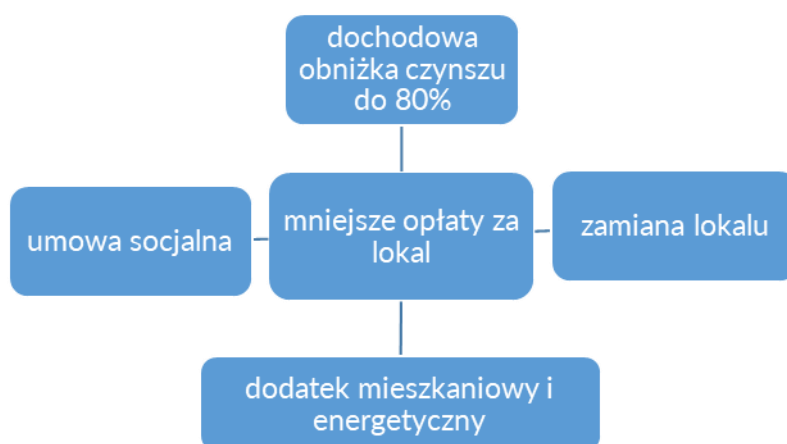 dochodowa
obniżka czynszu
do 80%
umowa socjalna
mniejsze opłaty za
lokal
zamiana lokalu
dodatek mieszkaniowy i
energetyczny